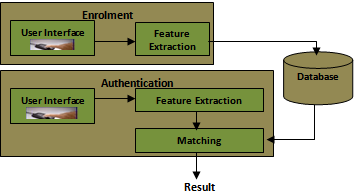 Enrolment
User Interface
Feature
Extraction
Database
Authentication
User Interface
Feature Extraction
Matching
Result